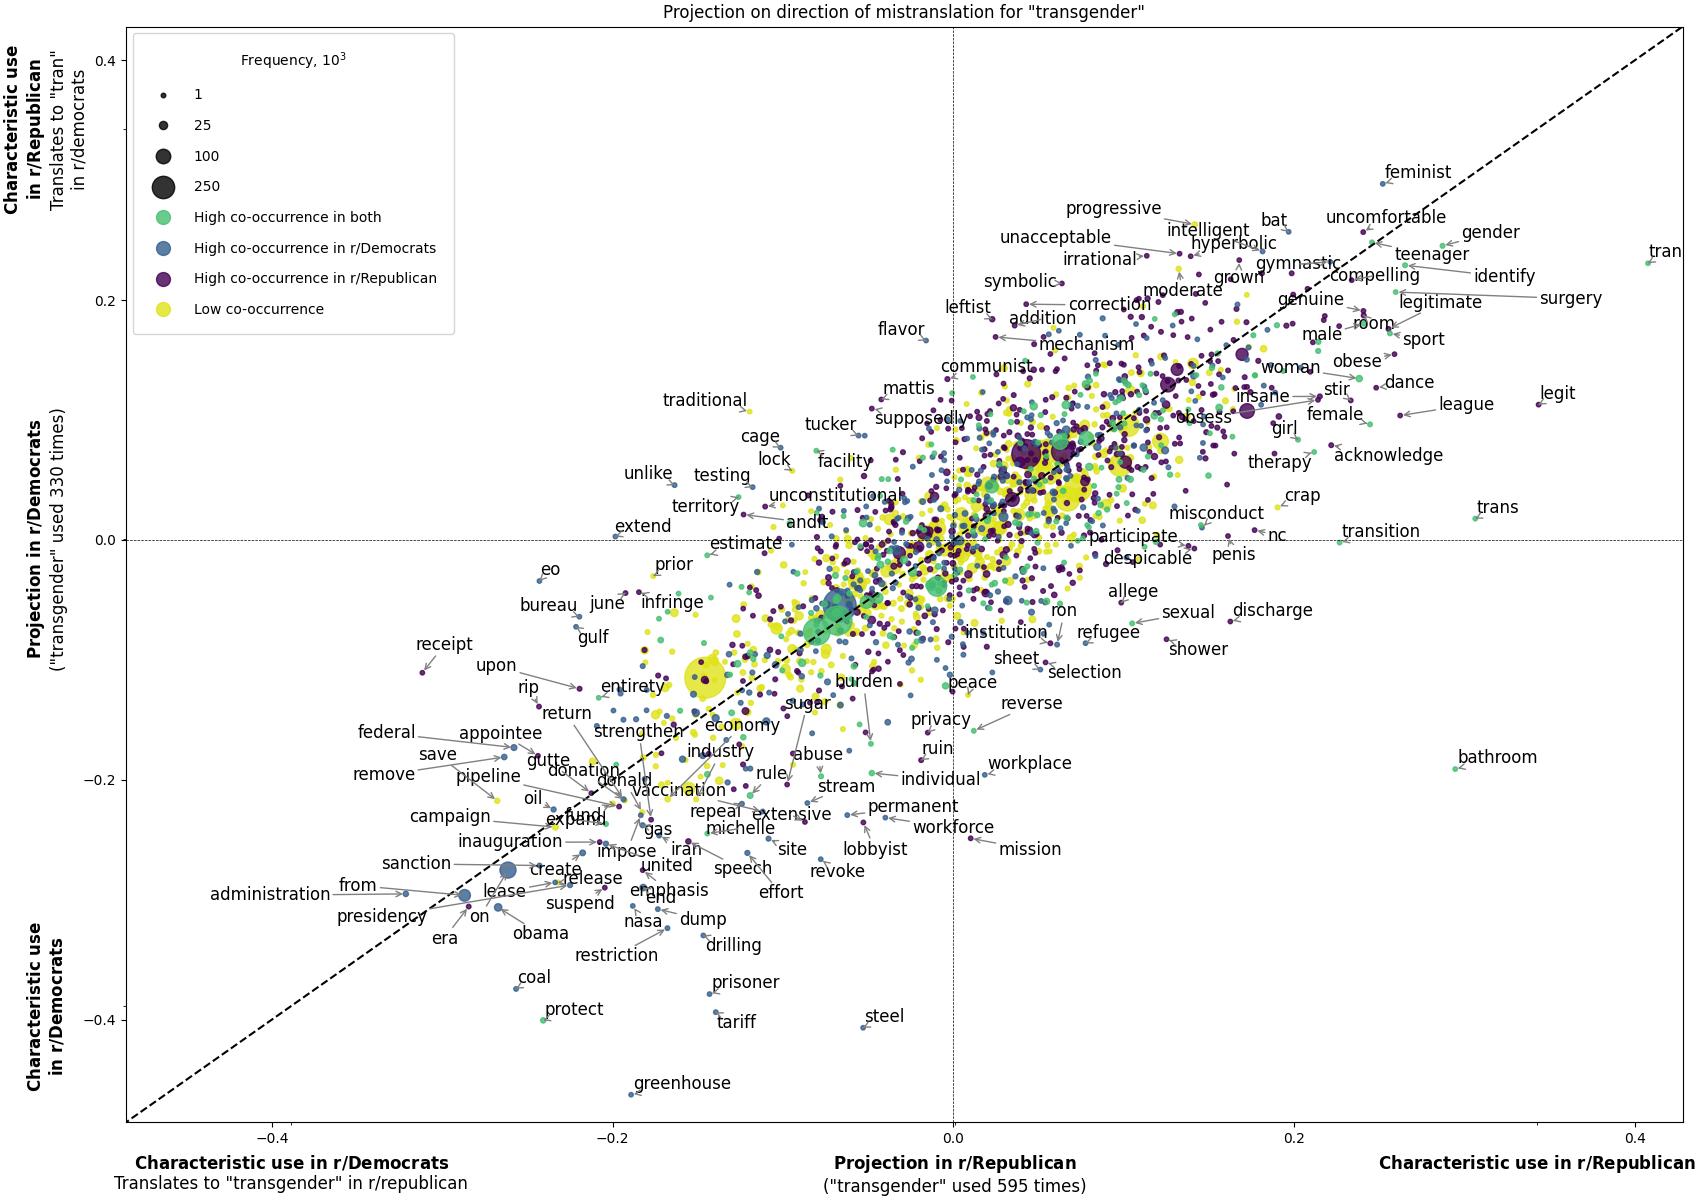 Projection on direction of mistranslation for "transgender"
Characteristic use
in r/Republican
Translates to "tran"
in r/democrats
Projection in r/Democrats
("transgender" used 330 times)
Characteristic use
in r/Democrats
0.4
0.2
0.0
−0.2
−0.4
Frequency, 10³
1
25
100
250
High co-occurrence in both
High co-occurrence in r/Democrats
High co-occurrence in r/Republican
Low co-occurrence
feminist
progressive
bat
uncomfortable
intelligent
gender
unacceptable
hyperbolic
tran
irrational
gymnastic
teenager
grown
compelling
identify
symbolic
moderate
genuine
surgery
correction
legitimate
leftist
addition
room
flavor
male
sport
mechanism
communist
woman
obese
mattis
stir
dance
traditional
insane
legit
supposedly
obsess
female
league
tucker
girl
cage
acknowledge
lock
facility
therapy
unlike
testing
unconstitutional
crap
territory
misconduct
trans
extend
andit
participate
nc
transition
estimate
despicable
penis
prior
eo
allege
bureau
june
infringe
ron
sexual
discharge
gulf
institution
refugee
receipt
sheet
shower
upon
selection
rip
entirety
burden
peace
return
sugar
reverse
federal
appointee
strengthen
economy
privacy
save
gutte
industry
abuse
ruin
bathroom
remove
pipeline
donation
donald
rule
individual
workplace
oil
vaccination
stream
campaign
expand
fund
repeal
extensive
permanent
gas
michelle
workforce
inauguration
impose
iran
site
lobbyist
mission
sanction
create
united
speech
revoke
administration
from
lease
release
emphasis
effort
presidency
on
suspend
end
era
obama
nasa
dump
restriction
drilling
coal
prisoner
protect
tariff
steel
greenhouse
−0.4
−0.2
0.0
0.2
0.4
Characteristic use in r/Democrats
Translates to "transgender" in r/republican
Projection in r/Republican
("transgender" used 595 times)
Characteristic use in r/Republican